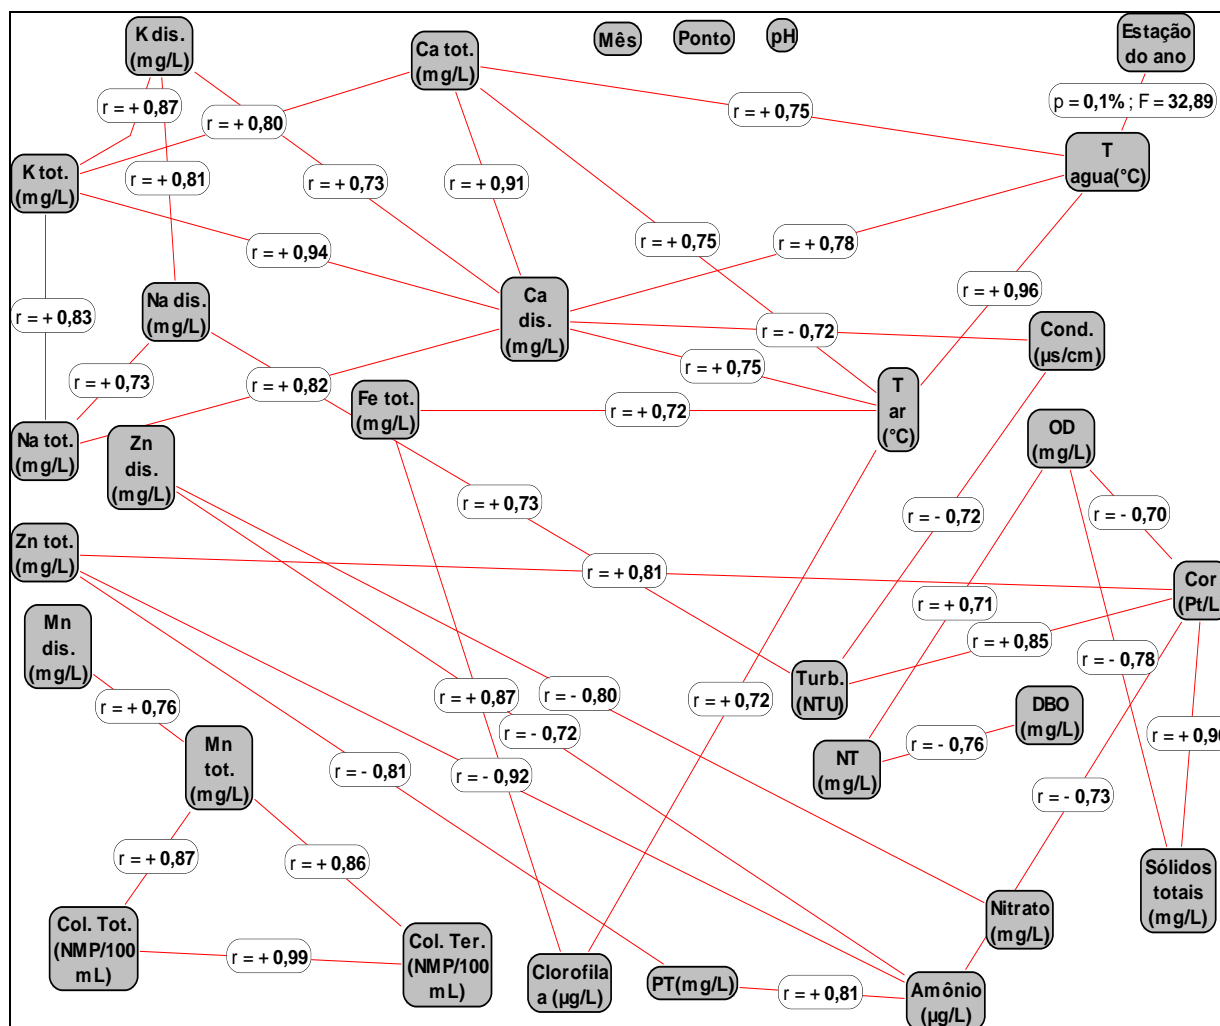 K dis.
(mg/L)
Ca tot.
(mg/L)
Mês
Ponto
pH
Estação
do ano
r = + 0,87
r = + 0,80
r = + 0,75
p = 0,1% ; F = 32,89
K tot.
(mg/L)
r = + 0,81
r = + 0,73
r = + 0,91
T
agua(°C)
r = + 0,94
r = + 0,75
r = + 0,78
r = + 0,83
Na dis.
(mg/L)
Ca
dis.
(mg/L)
r = + 0,96
r = - 0,72
Cond.
(µs/cm)
r = + 0,73
r = + 0,82
r = + 0,75
Fe tot.
(mg/L)
r = + 0,72
T
ar
(°C)
Na tot.
(mg/L)
Zn
dis.
(mg/L)
OD
(mg/L)
r = + 0,73
r = - 0,72
r = - 0,70
Zn tot.
(mg/L)
r = + 0,81
Cor
(Pt/L
Mn
dis.
(mg/L)
r = + 0,71
r = + 0,85
r = - 0,78
r = + 0,76
r = + 0,87
r = - 0,80
r = + 0,72
Turb.
(NTU)
DBO
(mg/L)
r = - 0,72
r = - 0,76
r = + 0,9
Mn
tot.
(mg/L)
r = - 0,81
r = - 0,92
NT
(mg/L)
r = - 0,73
r = + 0,87
r = + 0,86
Sólidos
totais
(mg/L)
Col. Tot.
(NMP/100
mL)
r = + 0,99
Col. Ter.
(NMP/100
mL)
Clorofila
a (µg/L)
PT(mg/L)
r = + 0,81
Nitrato
(mg/L)
Amônio
(µg/L)